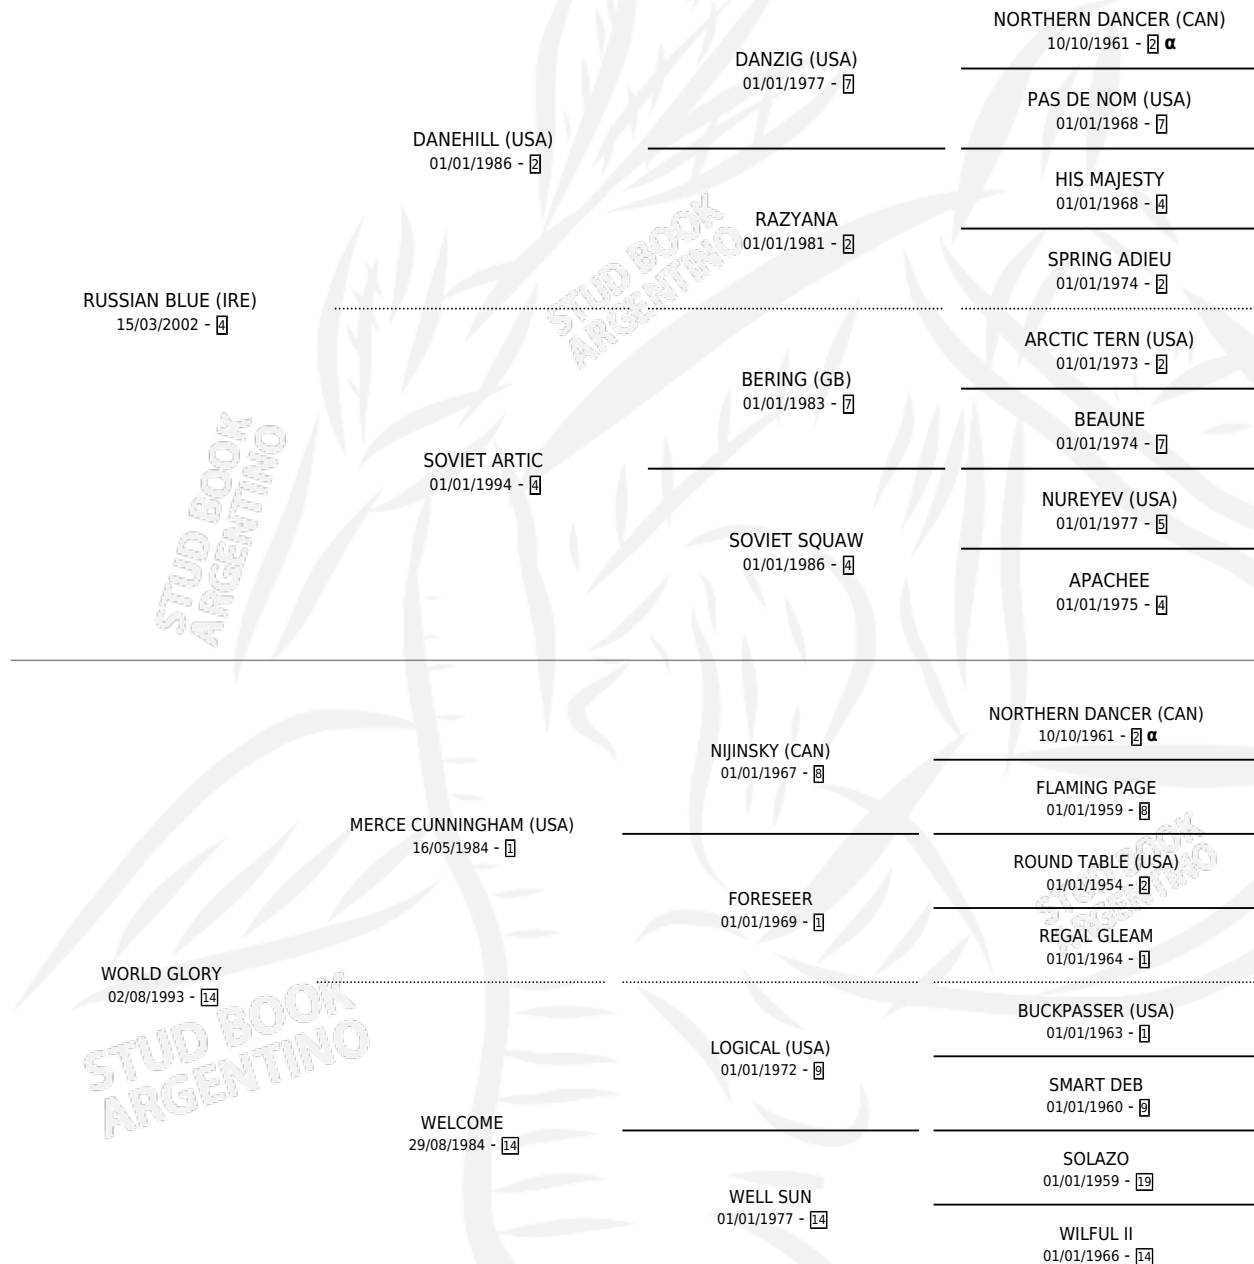 NORTHERN DANCER (CAN)
10/10/1961 - 2 α
DANZIG (USA)
01/01/1977 - 7
PAS DE NOM (USA)
01/01/1968 - 7
DANEHILL (USA)
01/01/1986 - 2
HIS MAJESTY
01/01/1968 - 4
RAZYANA
01/01/1981 - 2
SPRING ADIEU
01/01/1974 - 2
RUSSIAN BLUE (IRE)
15/03/2002 - 4
ARCTIC TERN (USA)
01/01/1973 - 2
BERING (GB)
01/01/1983 - 7
BEAUNE
01/01/1974 - 7
SOVIET ARTIC
01/01/1994 - 4
NUREYEV (USA)
01/01/1977 - 5
SOVIET SQUAW
01/01/1986 - 4
APACHEE
01/01/1975 - 4
NORTHERN DANCER (CAN)
10/10/1961 - 2 α
NIJINSKY (CAN)
01/01/1967 - 8
FLAMING PAGE
01/01/1959 - 8
MERCE CUNNINGHAM (USA)
16/05/1984 - 1
ROUND TABLE (USA)
01/01/1954 - 2
FORESEER
01/01/1969 - 1
REGAL GLEAM
01/01/1964 - 1
WORLD GLORY
02/08/1993 - 14
BUCKPASSER (USA)
01/01/1963 - 1
LOGICAL (USA)
01/01/1972 - 9
SMART DEB
01/01/1960 - 9
WELCOME
29/08/1984 - 14
SOLAZO
01/01/1959 - 19
WELL SUN
01/01/1977 - 14
WILFUL II
01/01/1966 - 14
STUD BOOK
ARGENTINO
STUD BOOK
ARGENTINO
STUD BOOK
ARGENTINO
STUD BOOK
ARGENTINO